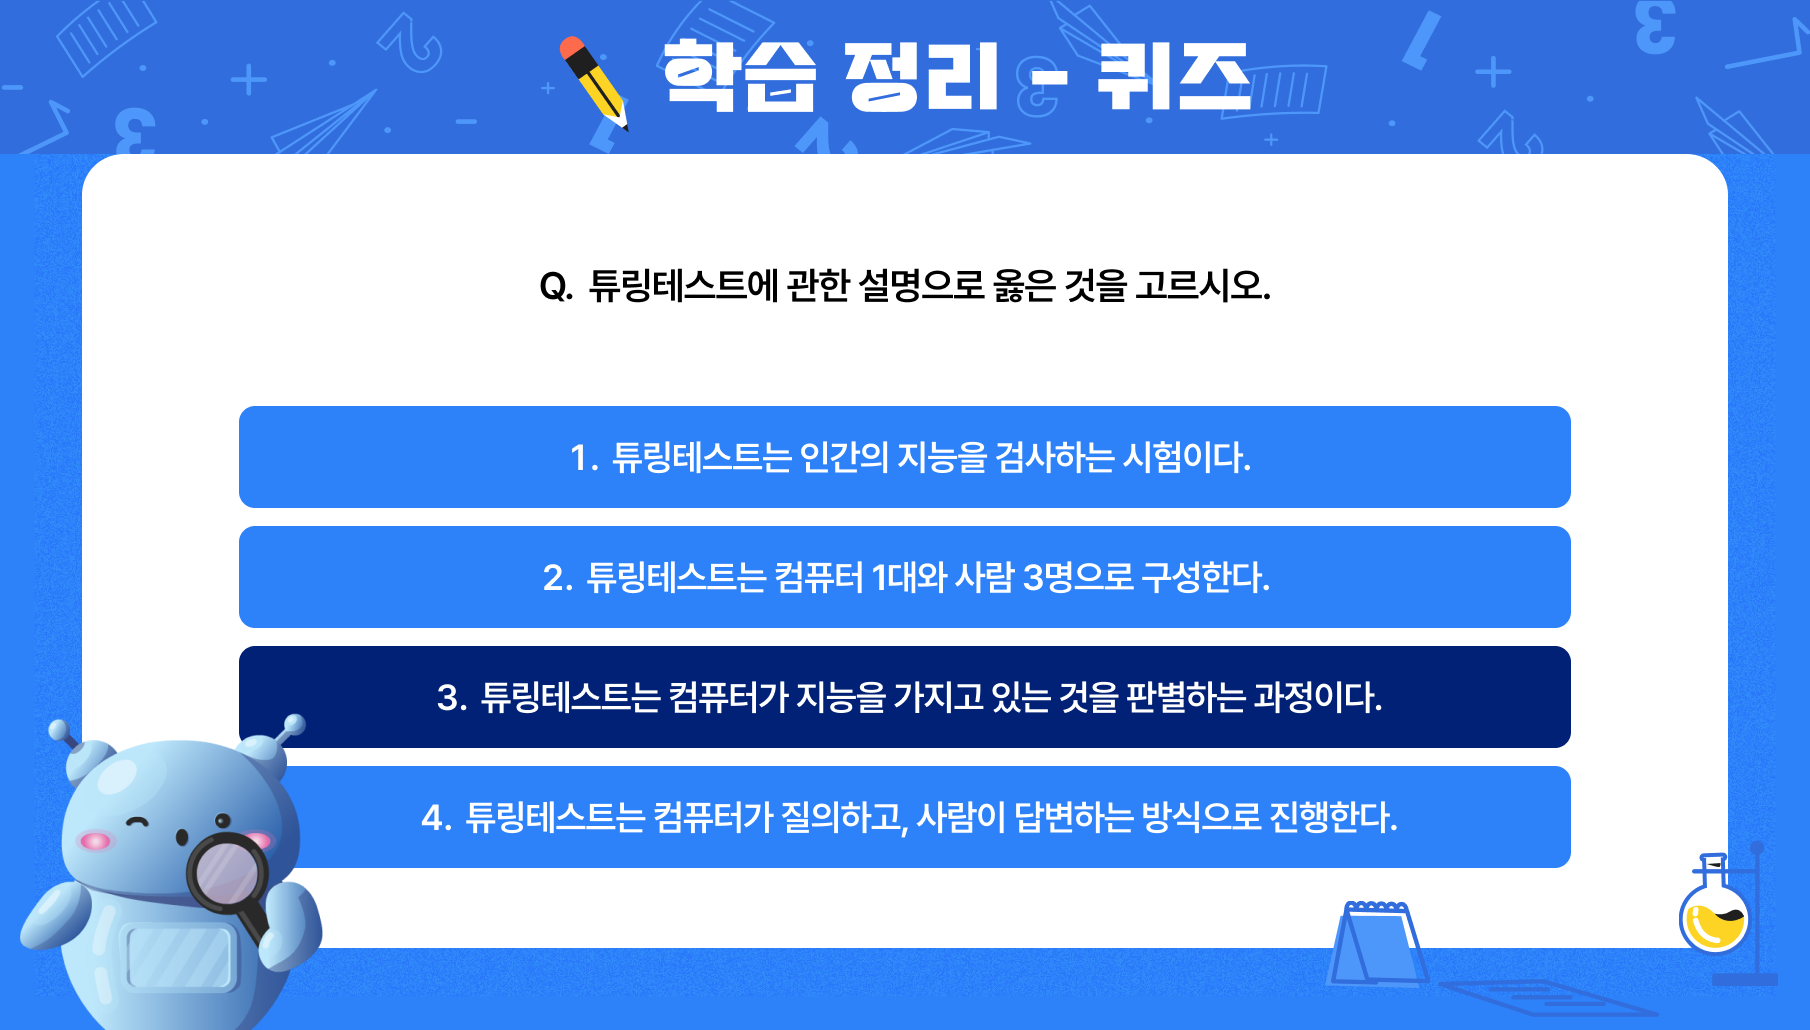 학습 정리 - 퀴즈
Q. 튜링테스트에 관한 설명으로 옳은 것을 고르시오.
1. 튜링테스트는 인간의 지능을 검사하는 시험이다.
2. 튜링테스트는 컴퓨터 1대와 사람 3명으로 구성한다.
3. 튜링테스트는 컴퓨터가 지능을 가지고 있는 것을 판별하는 과정이다.
4. 튜링테스트는 컴퓨터가 질의하고, 사람이 답변하는 방식으로 진행한다.